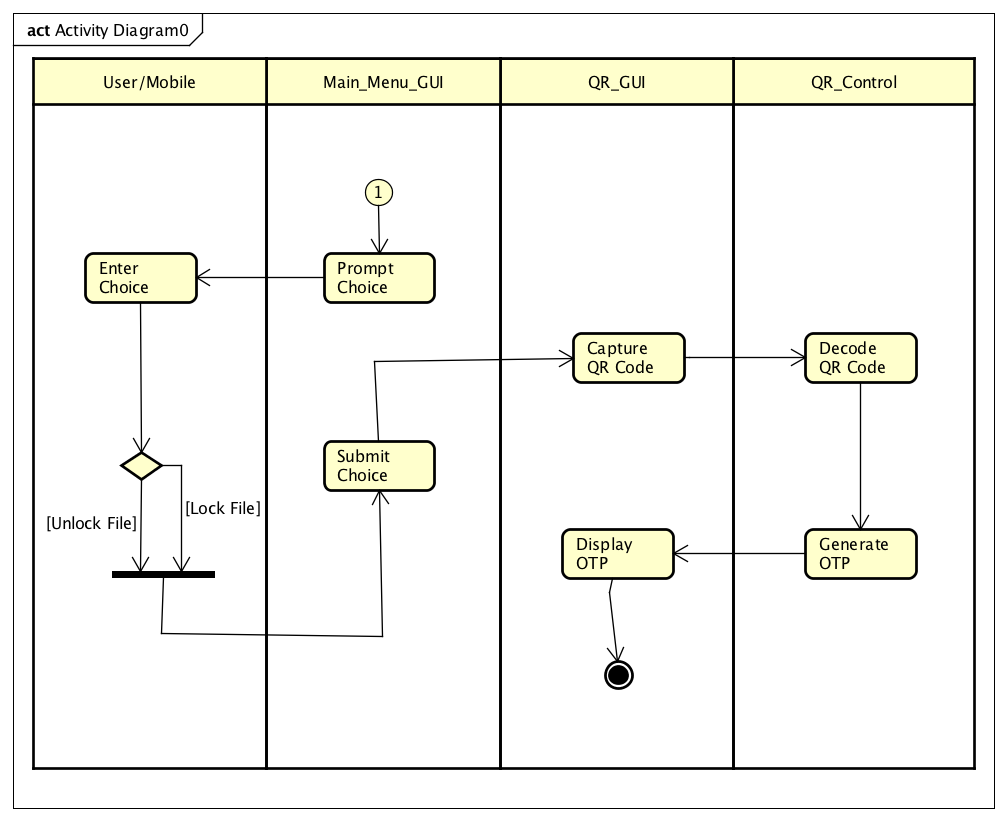 act Activity Diagram0
User/Mobile
Main_Menu_GUI
QR_GUI
QR_Control
1
Enter
Choice
Prompt
Choice
Capture
QR Code
Decode
QR Code
Submit
Choice
[Unlock File]
[Lock File]
Display
OTP
Generate
OTP